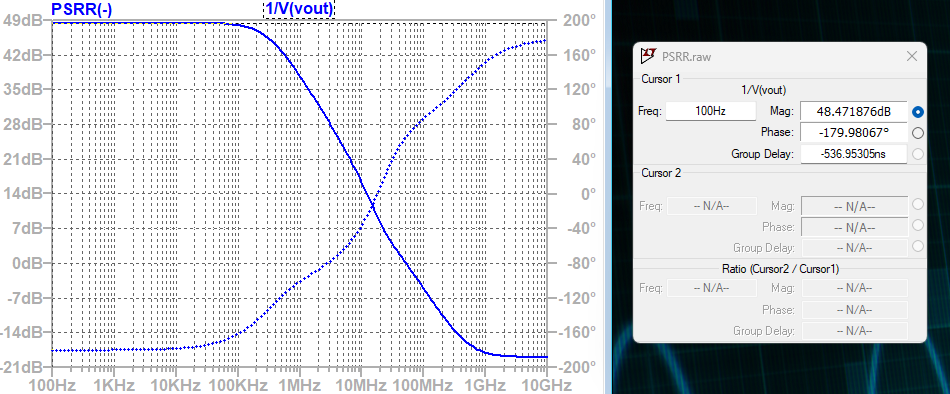 PSRR(-) 1/V(vout)
49dB 200°
42dB 160°
35dB 120°
28dB 80°
21dB 40°
14dB 0°
7dB -40°
0dB -80°
-7dB -120°
-14dB -160°
-21dB -200°
100Hz 1KHz 10KHz 100KHz 1MHz 10MHz 100MHz 1GHz 10GHz
PSRR.raw
Cursor 1
1/V(vout)
Freq: 100Hz Mag: 48.471876dB
Phase: -179.98067°
Group Delay: -536.95305ns
Cursor 2
Freq: -- N/A-- Mag: -- N/A--
Phase: -- N/A--
Group Delay: -- N/A--
Ratio (Cursor2 / Cursor1)
Freq: -- N/A-- Mag: -- N/A--
Phase: -- N/A--
Group Delay: -- N/A--